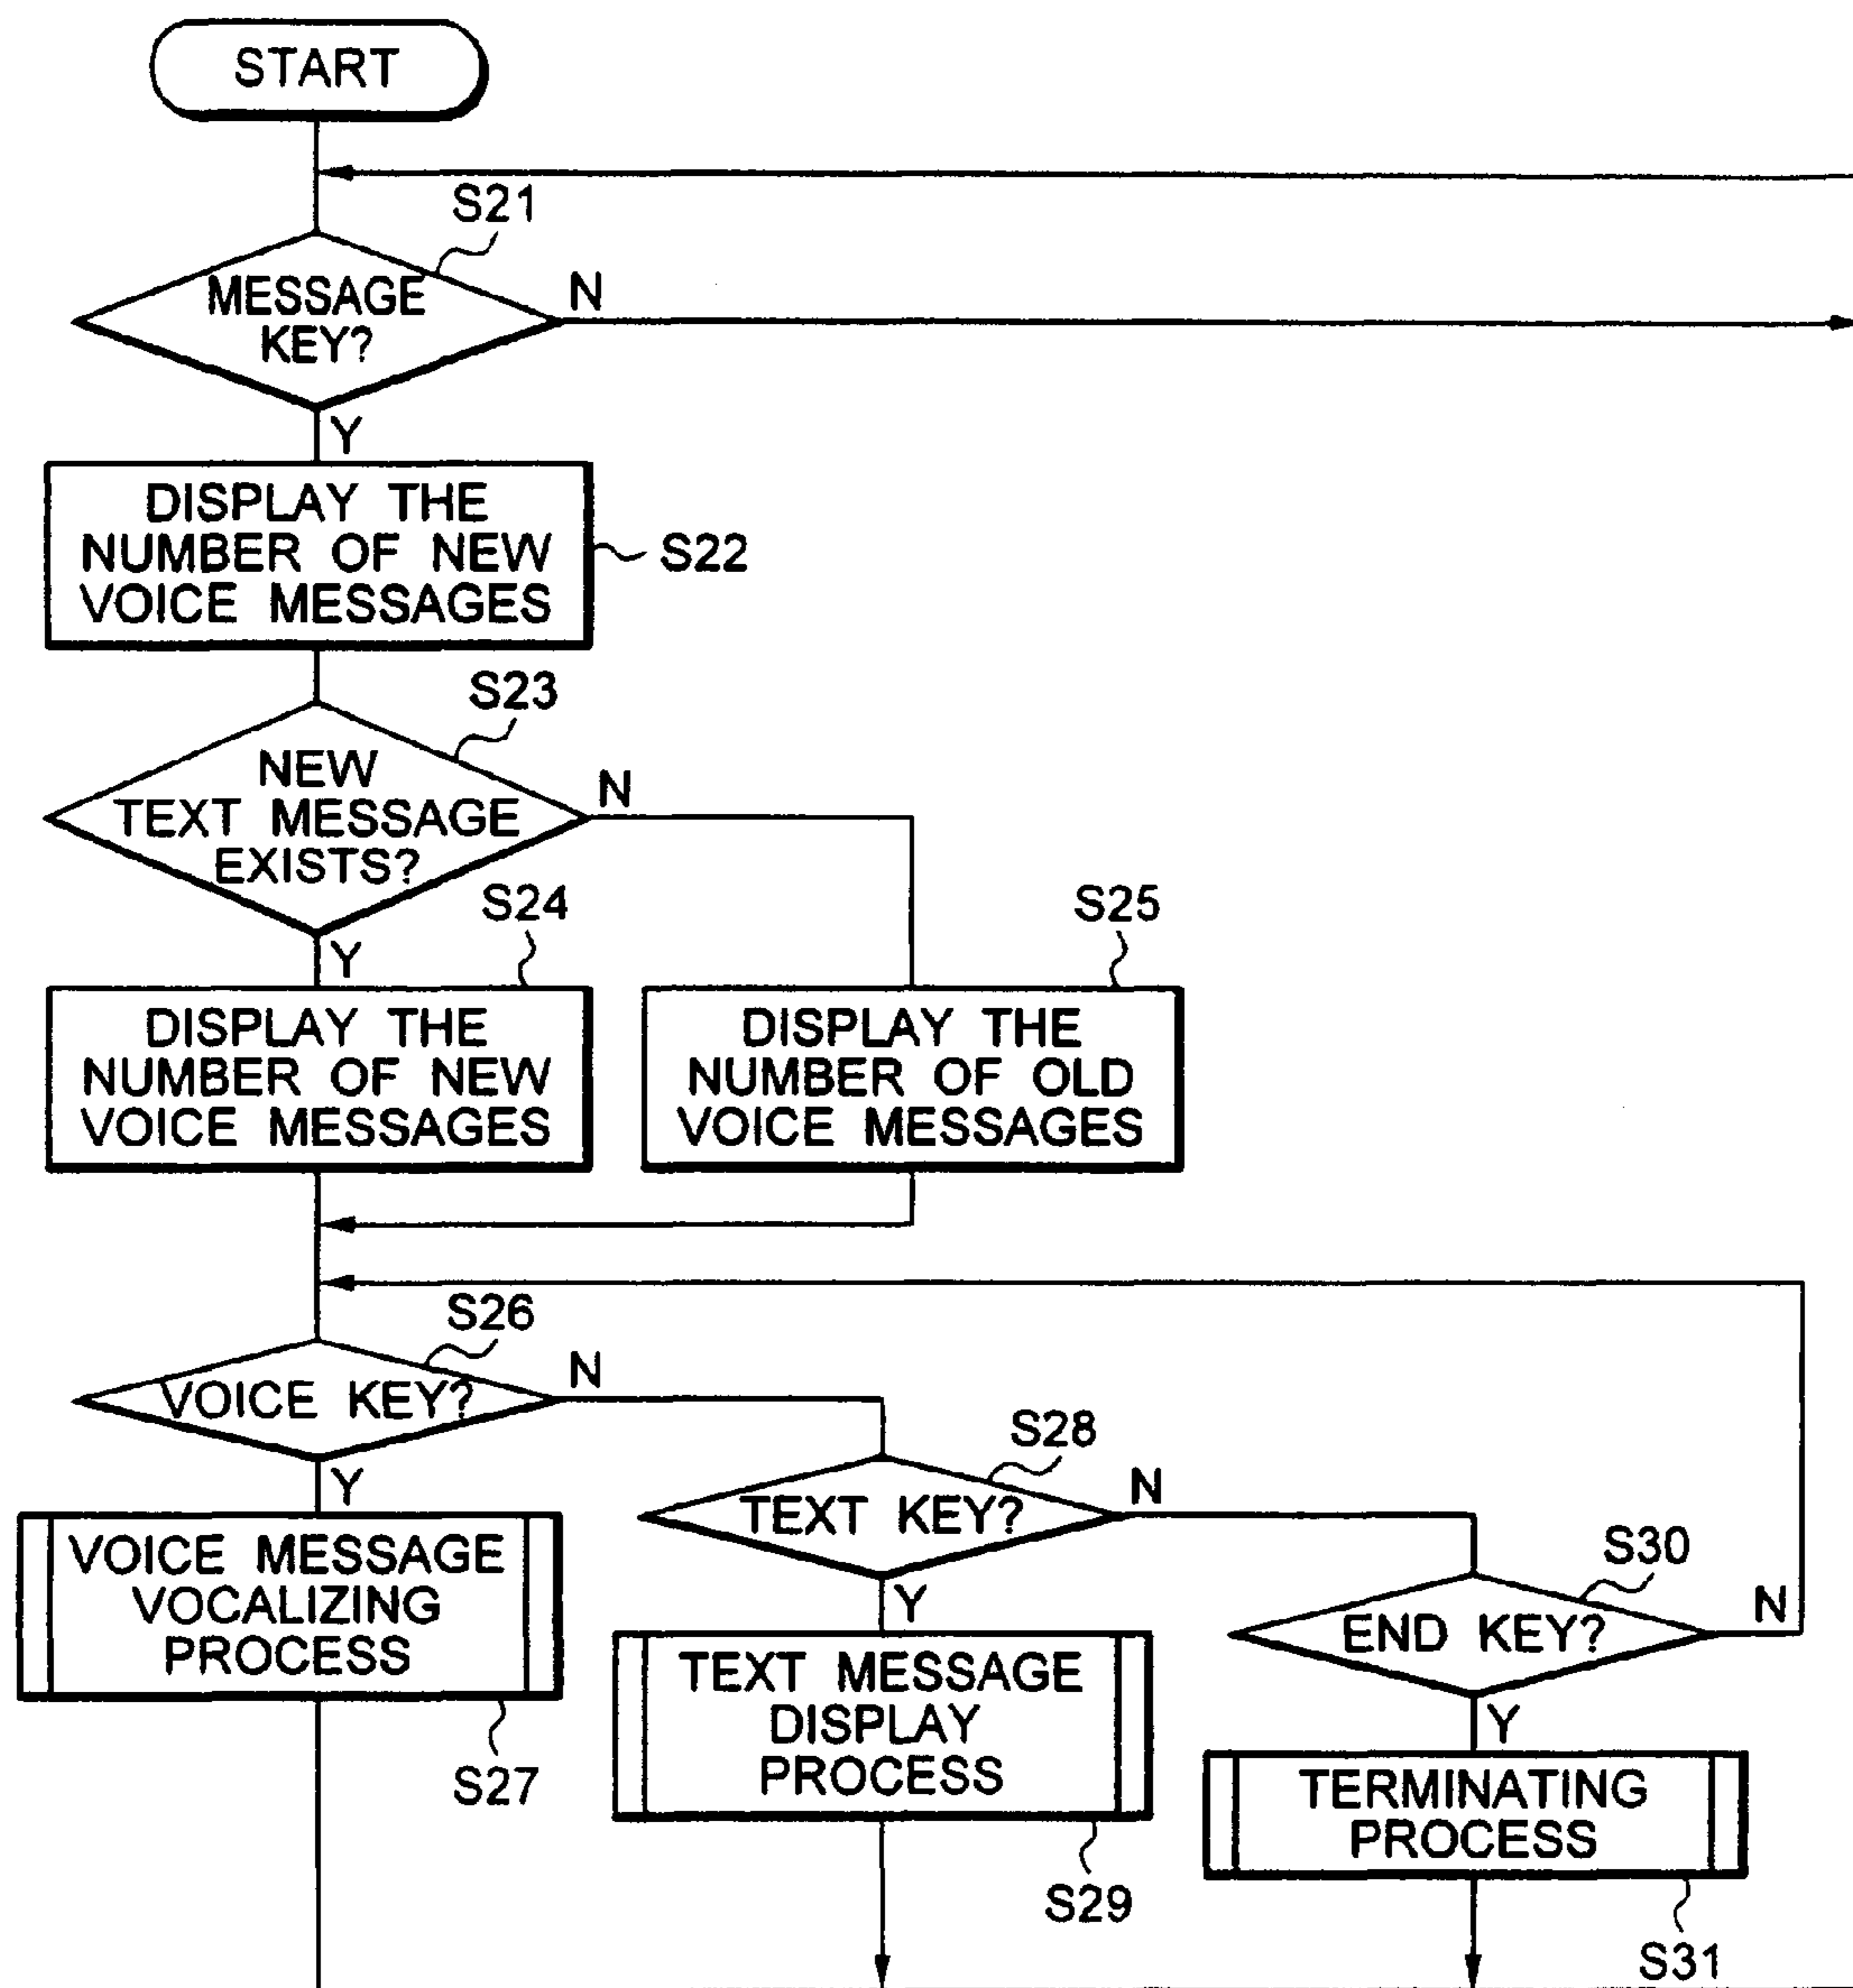 START
S21
MESSAGE
KEY?
N
Y
DISPLAY THE
NUMBER OF NEW
VOICE MESSAGES
S22
S23
NEW
TEXT MESSAGE
EXISTS?
N
Y
S24
DISPLAY THE
NUMBER OF NEW
VOICE MESSAGES
S25
DISPLAY THE
NUMBER OF OLD
VOICE MESSAGES
S26
VOICE KEY?
N
Y
VOICE MESSAGE
VOCALIZING
PROCESS
S27
S28
TEXT KEY?
N
Y
TEXT MESSAGE
DISPLAY
PROCESS
S29
S30
END KEY?
N
Y
TERMINATING
PROCESS
S31